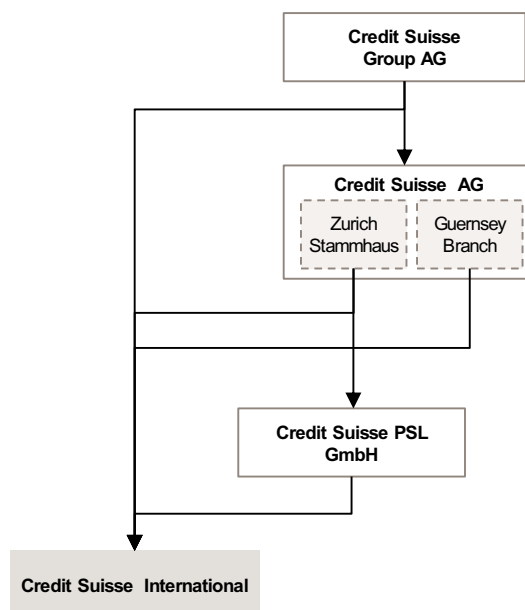 Credit Suisse
Group AG
Credit Suisse AG
Zurich
Stammhaus
Guernsey
Branch
Credit Suisse PSL
GmbH
Credit Suisse International